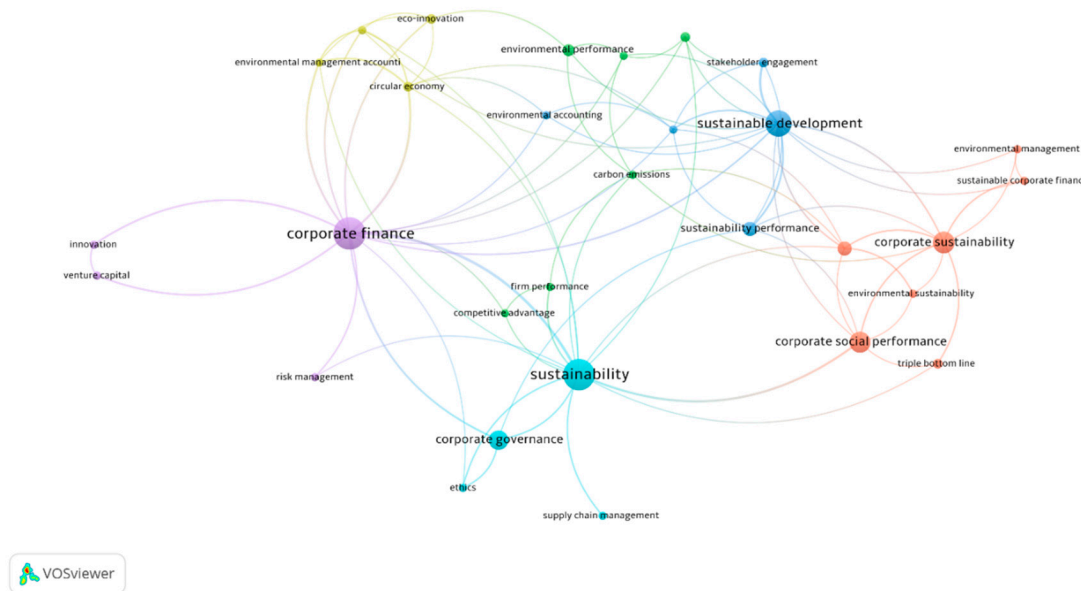 eco-innovation
environmental performance
environmental management accounti
stakeholder engagement
circular economy
environmental accounting
sustainable development
environmental management
carbon emissions
sustainable corporate financ
corporate finance
sustainability performance
corporate sustainability
innovation
venture capital
firm performance
environmental sustainability
competitive advantage
corporate social performance
triple bottom line
risk management
sustainability
corporate governance
ethics
supply chain management
VOSviewer